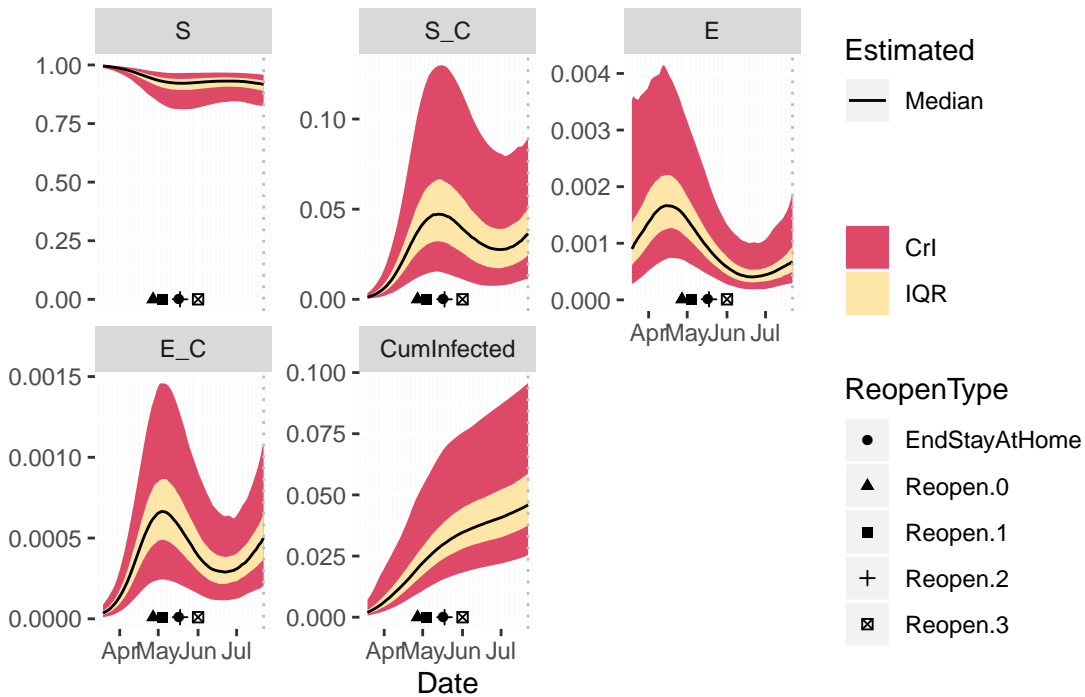 S
S_C
E
1.00
0.75
0.50
0.25
0.00
0.10
0.05
0.00
0.004
0.003
0.002
0.001
0.000
Apr May Jun Jul
E_C
CumInfected
0.0015
0.0010
0.0005
0.0000
Apr May Jun Jul
0.100
0.075
0.050
0.025
0.000
Apr May Jun Jul
Date
Estimated
Median
CrI
IQR
ReopenType
EndStayAtHome
Reopen.0
Reopen.1
Reopen.2
Reopen.3